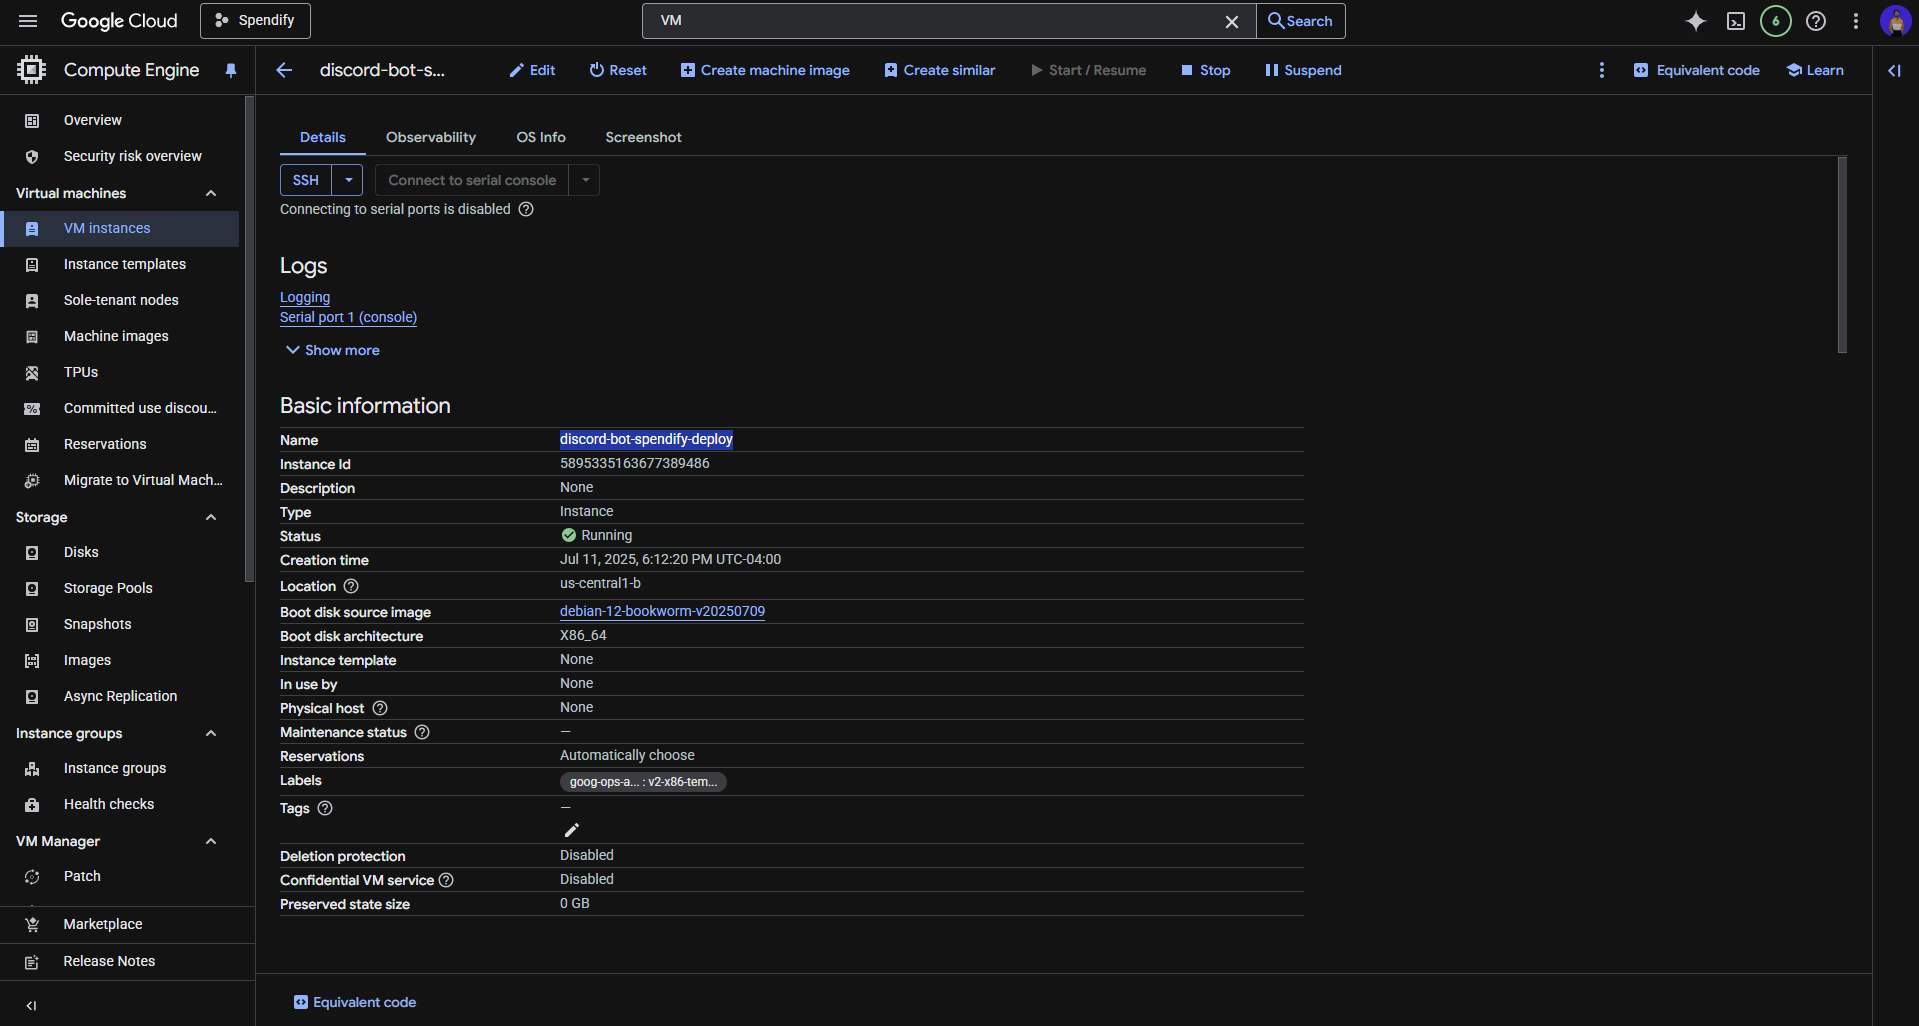 Google Cloud
Spendify
VM
Search
6
Compute Engine
discord-bot-s...
Edit
Reset
Create machine image
Create similar
Start / Resume
Stop
Suspend
Equivalent code
Learn
Overview
Security risk overview
Virtual machines
VM instances
Instance templates
Sole-tenant nodes
Machine images
TPUs
Committed use discou...
Reservations
Migrate to Virtual Mach...
Storage
Disks
Storage Pools
Snapshots
Images
Async Replication
Instance groups
Instance groups
Health checks
VM Manager
Patch
Marketplace
Release Notes
Details
Observability
OS Info
Screenshot
SSH
Connect to serial console
Connecting to serial ports is disabled
Logs
Logging
Serial port 1 (console)
Show more
Basic information
Name discord-bot-spendify-deploy
Instance Id 5895335163677389486
Description None
Type Instance
Status Running
Creation time Jul 11, 2025, 6:12:20 PM UTC-04:00
Location us-central1-b
Boot disk source image debian-12-bookworm-v20250709
Boot disk architecture X86_64
Instance template None
In use by None
Physical host None
Maintenance status —
Reservations Automatically choose
Labels goog-ops-a... : v2-x86-tem...
Tags —
Deletion protection Disabled
Confidential VM service Disabled
Preserved state size 0 GB
Equivalent code